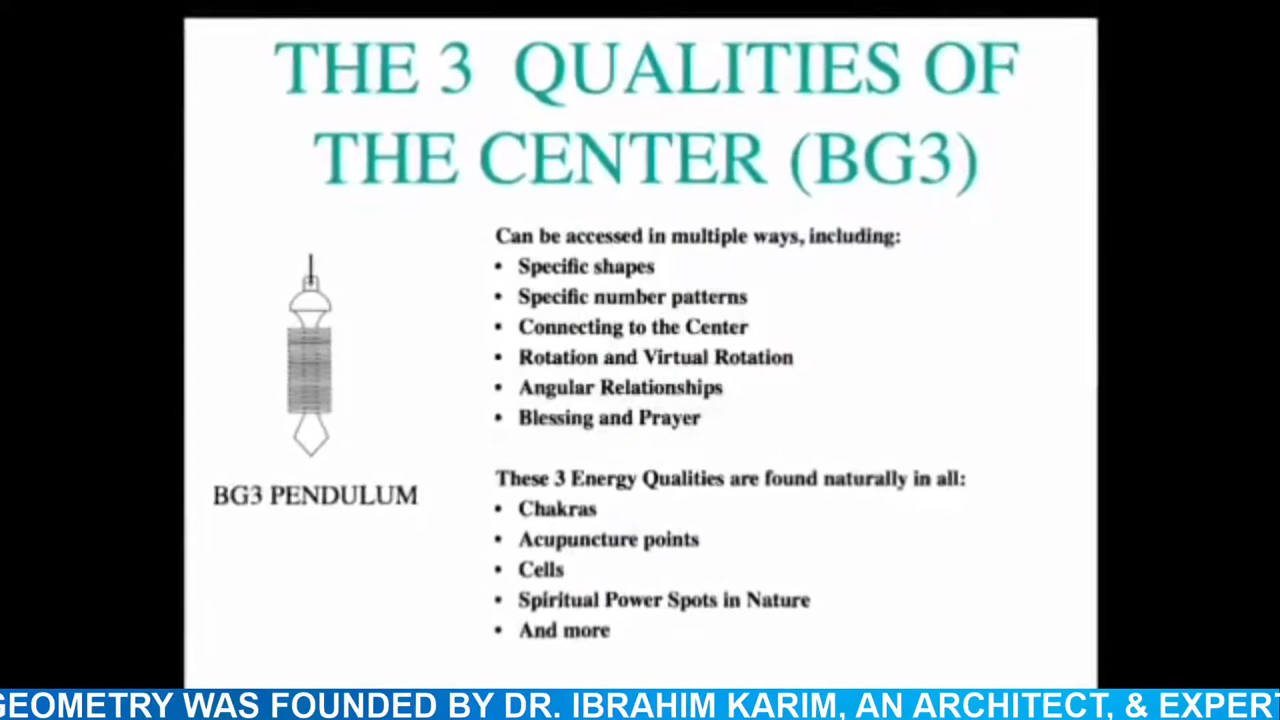 THE 3 QUALITIES OF
THE CENTER (BG3)
Can be accessed in multiple ways, including:
• Specific shapes
• Specific number patterns
• Connecting to the Center
• Rotation and Virtual Rotation
• Angular Relationships
• Blessing and Prayer
BG3 PENDULUM
These 3 Energy Qualities are found naturally in all:
• Chakras
• Acupuncture points
• Cells
• Spiritual Power Spots in Nature
• And more
GEOMETRY WAS FOUNDED BY DR. IBRAHIM KARIM, AN ARCHITECT, & EXPERT